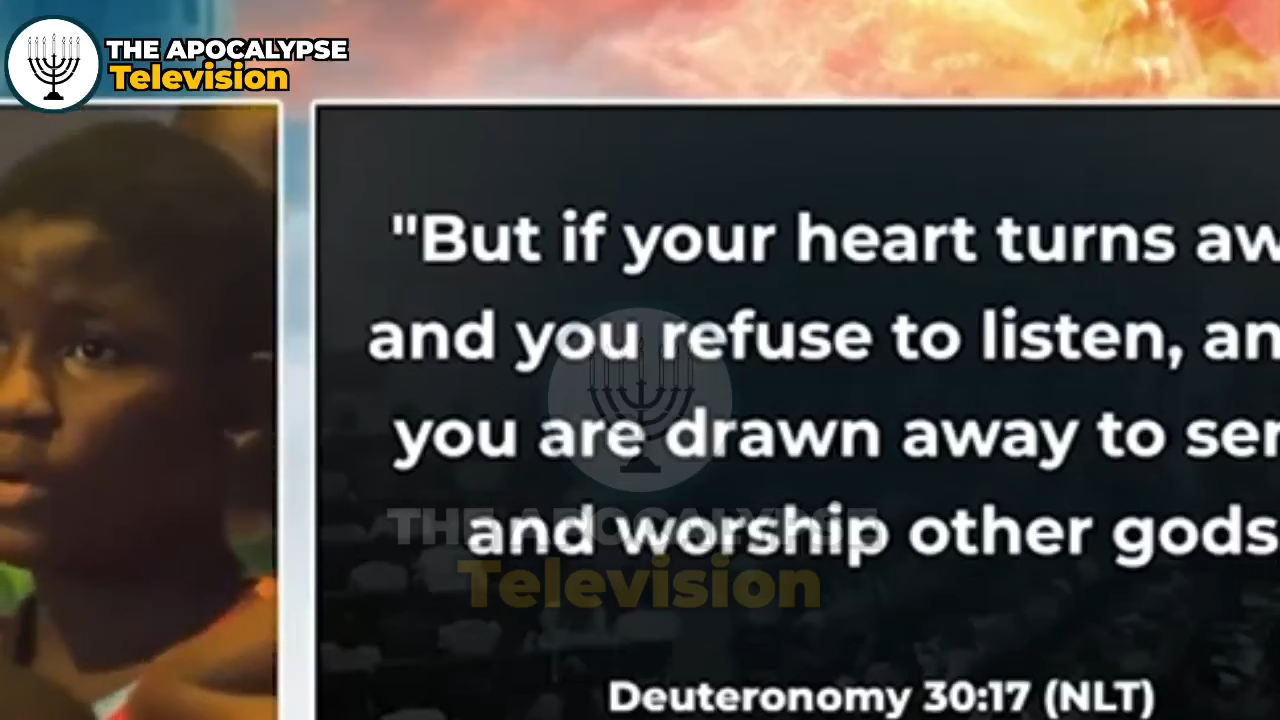 THE APOCALYPSE
Television
"But if your heart turns aw
and you refuse to listen, an
you are drawn away to ser
and worship other gods
THE APOCALYPSE
Television
Deuteronomy 30:17 (NLT)